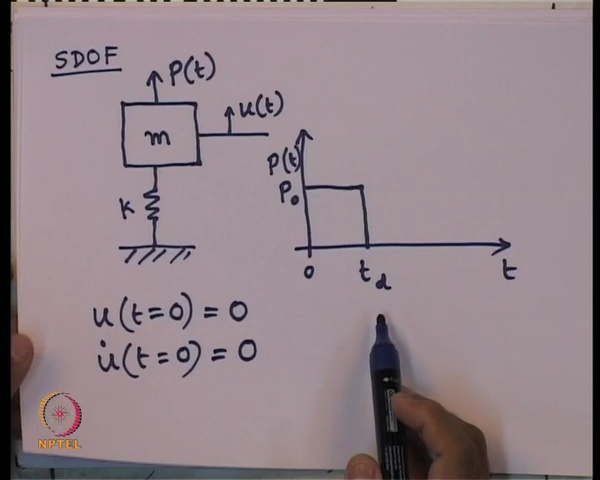 SDOF
P(t)
u(t)
m
K
P(t)
P₀
0
t_d
t
u(t=0) = 0
u̇(t=0) = 0
NPTEL